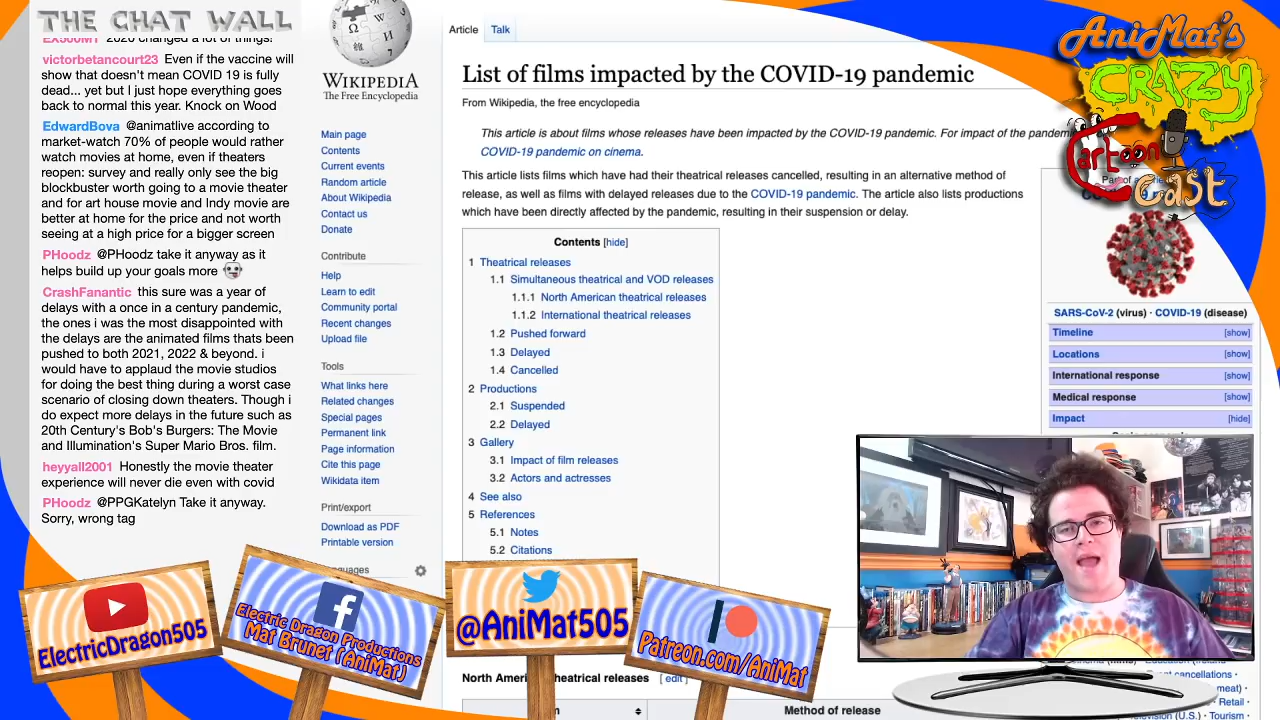 THE CHAT WALL
EX500MT 2020 changed a lot of things!
victorbetancourt23 Even if the vaccine will
show that doesn't mean COVID 19 is fully
dead... yet but I just hope everything goes
back to normal this year. Knock on Wood
EdwardBova @animatlive according to
market-watch 70% of people would rather
watch movies at home, even if theaters
reopen: survey and really only see the big
blockbuster worth going to a movie theater
and for art house movie and Indy movie are
better at home for the price and not worth
seeing at a high price for a bigger screen
PHoodz @PHoodz take it anyway as it
helps build up your goals more
CrashFanantic this sure was a year of
delays with a once in a century pandemic,
the ones i was the most disappointed with
the delays are the animated films thats been
pushed to both 2021, 2022 & beyond. i
would have to applaud the movie studios
for doing the best thing during a worst case
scenario of closing down theaters. Though i
do expect more delays in the future such as
20th Century's Bob's Burgers: The Movie
and Illumination's Super Mario Bros. film.
heyyall2001 Honestly the movie theater
experience will never die even with covid
PHoodz @PPGKatelyn Take it anyway.
Sorry, wrong tag
WIKIPEDIA
The Free Encyclopedia
Main page
Contents
Current events
Random article
About Wikipedia
Contact us
Donate
Contribute
Help
Learn to edit
Community portal
Recent changes
Upload file
Tools
What links here
Related changes
Special pages
Permanent link
Page information
Cite this page
Wikidata item
Print/export
Download as PDF
Printable version
Languages
Article Talk
List of films impacted by the COVID-19 pandemic
From Wikipedia, the free encyclopedia
This article is about films whose releases have been impacted by the COVID-19 pandemic. For impact of the
COVID-19 pandemic on cinema.
This article lists films which have had their theatrical releases cancelled, resulting in an alternative method of
release, as well as films with delayed releases due to the COVID-19 pandemic. The article also lists productions
which have been directly affected by the pandemic, resulting in their suspension or delay.
Contents [hide]
1 Theatrical releases
1.1 Simultaneous theatrical and VOD releases
1.1.1 North American theatrical releases
1.1.2 International theatrical releases
1.2 Pushed forward
1.3 Delayed
1.4 Cancelled
2 Productions
2.1 Suspended
2.2 Delayed
3 Gallery
3.1 Impact of film releases
3.2 Actors and actresses
4 See also
5 References
5.1 Notes
5.2 Citations
theatrical releases [ edit ]
Method of release
AniMat's
CRAZY
Cartoon
Cast
SARS-CoV-2 (virus) · COVID-19 (disease)
Timeline [show]
Locations [show]
International response [show]
Medical response [show]
Impact [hide]
cancellations ·
Retail ·
Television (U.S.) · Tourism ·
ElectricDragon505
Electric Dragon Productions
Mat Brunet (AniMat)
@AniMat505
Patreon.com/AniMat